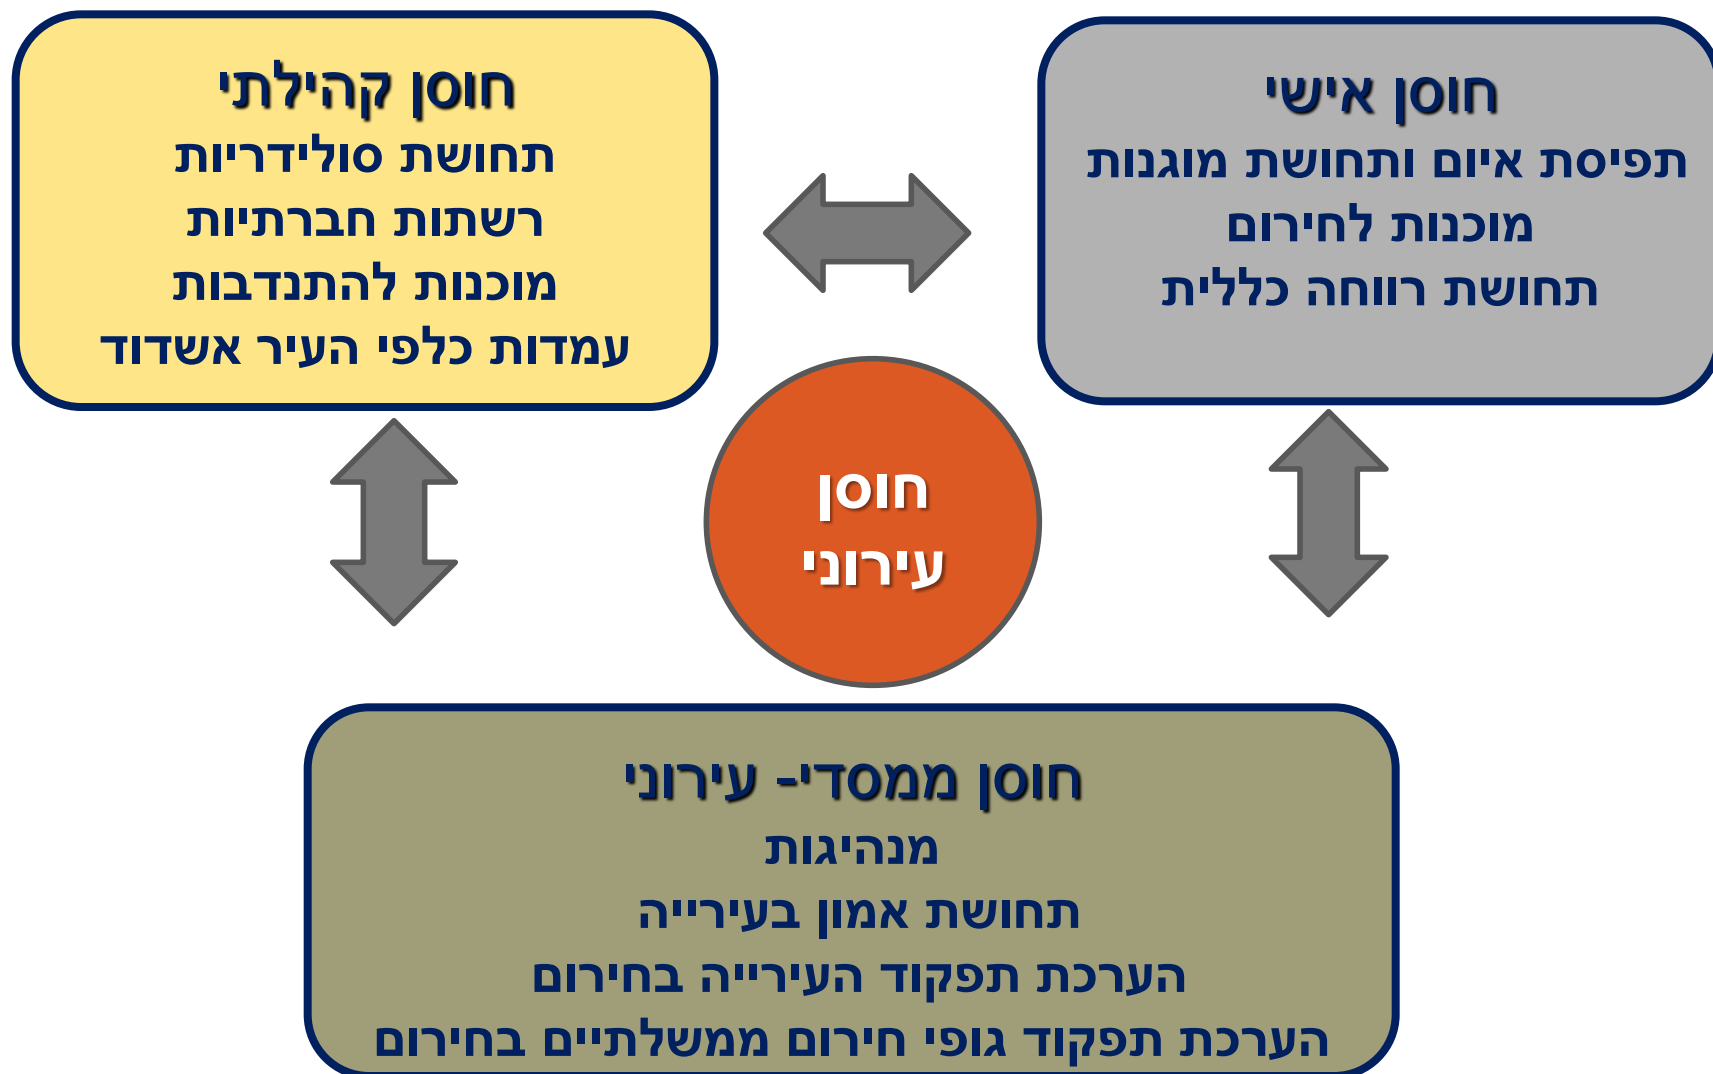 חוסן אישי
תפיסת איום ותחושת מוגנות
מוכנות לחירום
תחושת רווחה כללית
חוסן קהילתי
תחושת סולידריות
רשתות חברתיות
מוכנות להתנדבות
עמדות כלפי העיר אשדוד
חוסן
עירוני
חוסן ממסדי- עירוני
מנהיגות
תחושת אמון בעירייה
הערכת תפקוד העירייה בחירום
הערכת תפקוד גופי חירום ממשלתיים בחירום